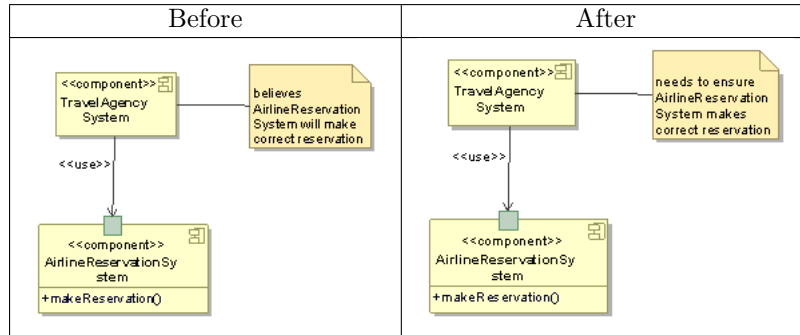 Before
After
<<component>>
TravelAgency
System
believes
AirlineReservation
System will make
correct reservation
<<use>>
<<component>>
AirlineReservationSy
stem
+makeReservation()
<<component>>
TravelAgency
System
needs to ensure
AirlineReservation
System makes
correct reservation
<<use>>
<<component>>
AirlineReservationSy
stem
+makeReservation()